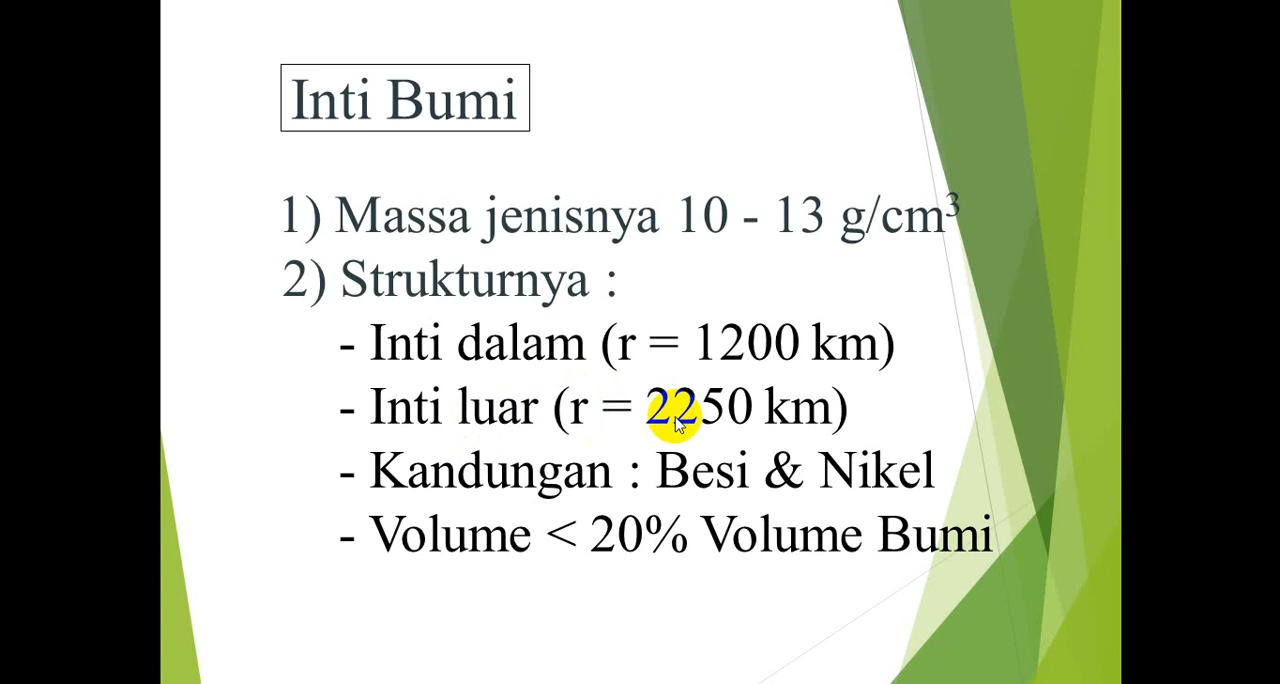 Inti Bumi
1) Massa jenisnya 10 - 13 g/cm³
2) Strukturnya :
- Inti dalam (r = 1200 km)
- Inti luar (r = 2250 km)
- Kandungan : Besi & Nikel
- Volume < 20% Volume Bumi